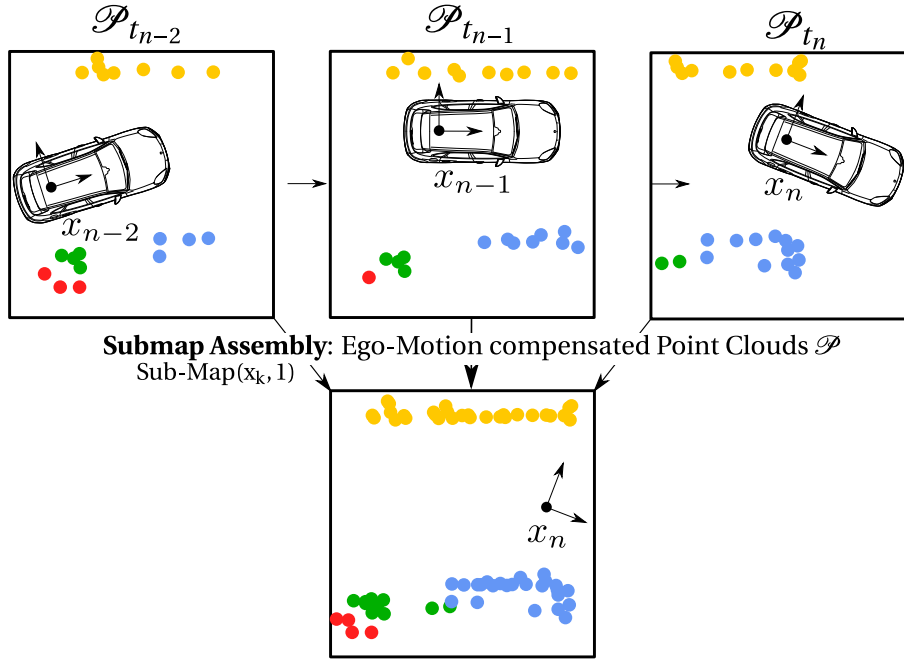 𝒫ₜₙ₋₂ 𝒫ₜₙ₋₁ 𝒫ₜₙ
xₙ₋₂ xₙ₋₁ xₙ
Submap Assembly: Ego-Motion compensated Point Clouds 𝒫
Sub-Map(xₖ, 1)
xₙ